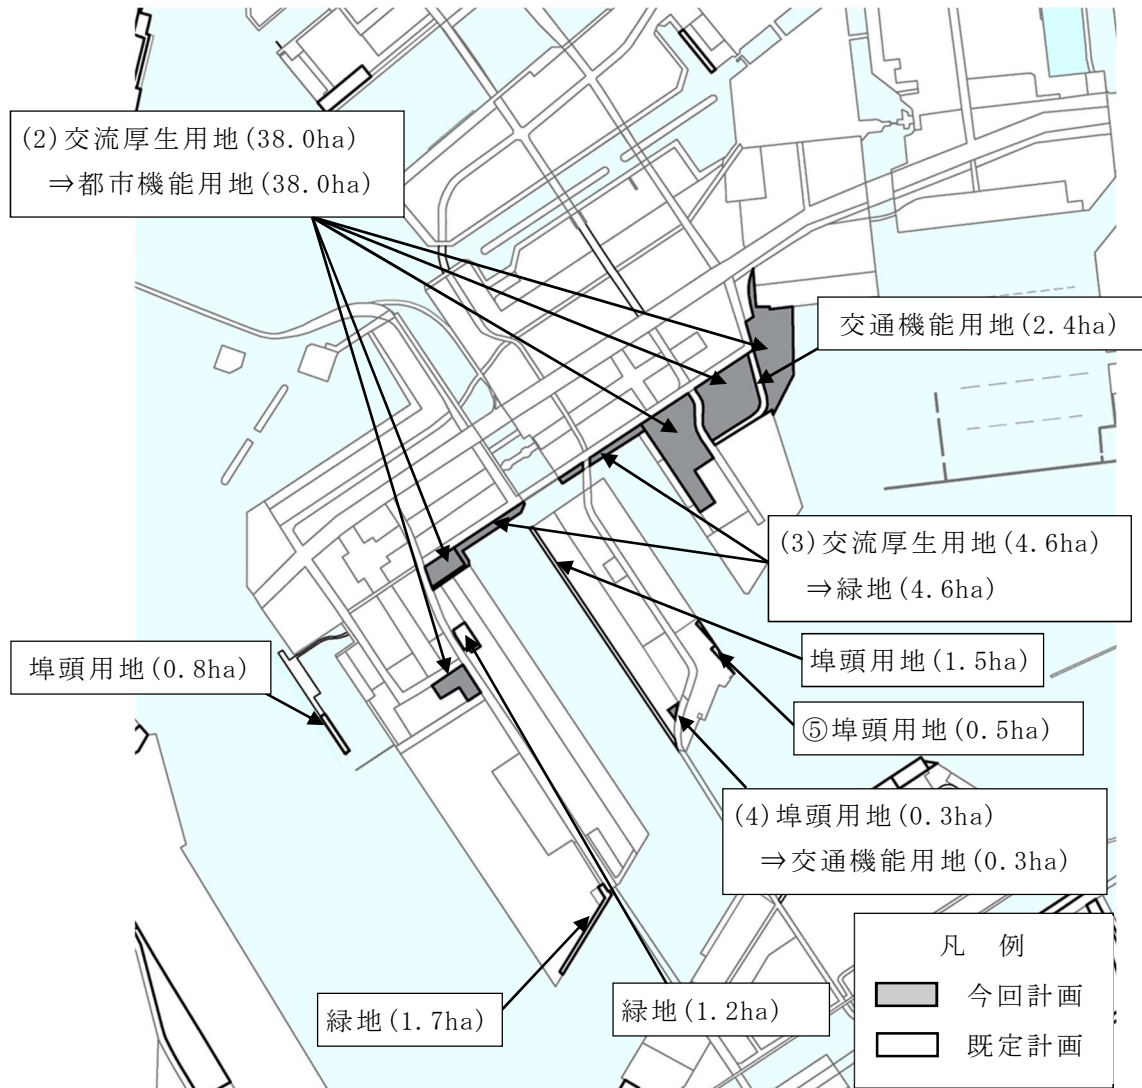 (2)交流厚生用地(38.0ha)
⇒都市機能用地(38.0ha)
交通機能用地(2.4ha)
(3)交流厚生用地(4.6ha)
⇒緑地(4.6ha)
埠頭用地(1.5ha)
埠頭用地(0.8ha)
⑤埠頭用地(0.5ha)
(4)埠頭用地(0.3ha)
⇒交通機能用地(0.3ha)
緑地(1.7ha)
緑地(1.2ha)
凡 例
今回計画
既定計画